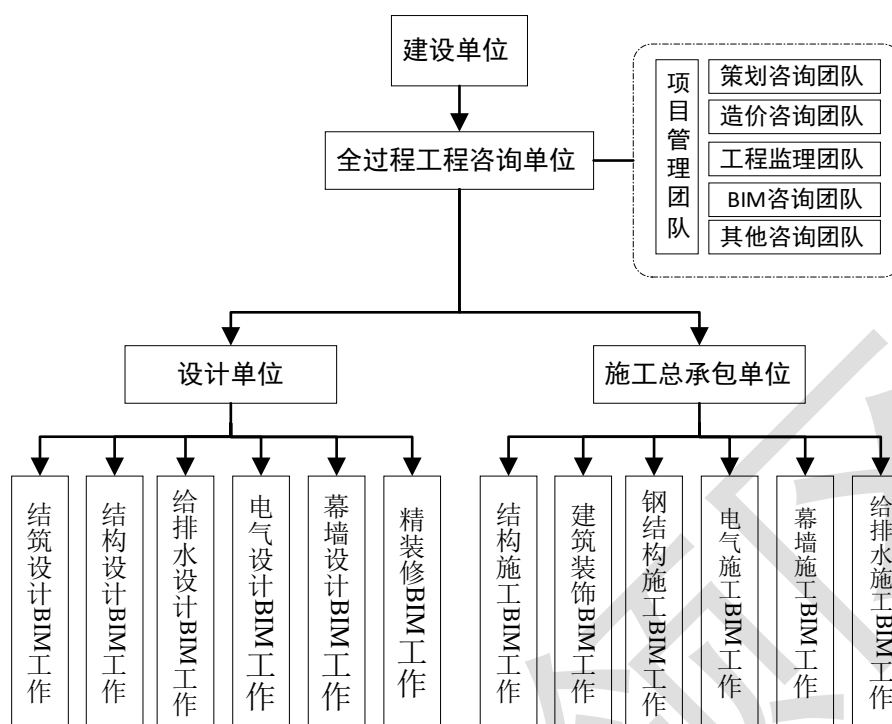 建设单位
全过程工程咨询单位
项目管理团队
策划咨询团队
造价咨询团队
工程监理团队
BIM咨询团队
其他咨询团队
设计单位
施工总承包单位
结筑设计BIM工作
结构设计BIM工作
给排水设计BIM工作
电气设计BIM工作
幕墙设计BIM工作
精装修BIM工作
结构施工BIM工作
建筑装饰BIM工作
钢结构施工BIM工作
电气施工BIM工作
幕墙施工BIM工作
给排水施工BIM工作